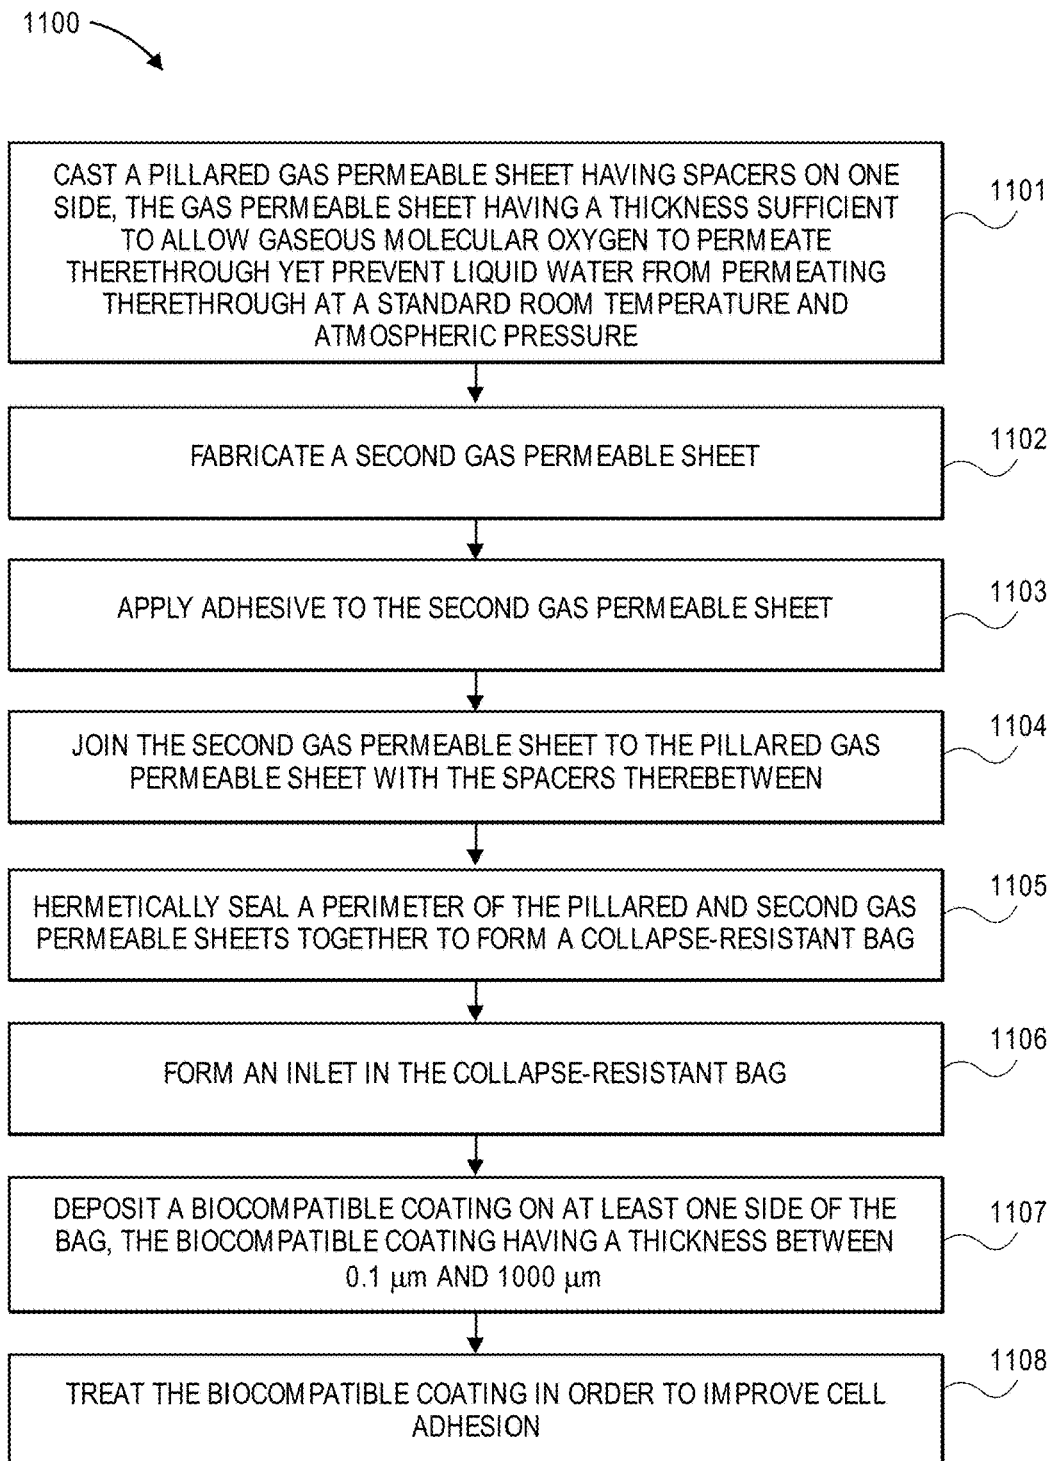 1100
CAST A PILLARED GAS PERMEABLE SHEET HAVING SPACERS ON ONE
SIDE, THE GAS PERMEABLE SHEET HAVING A THICKNESS SUFFICIENT
TO ALLOW GASEOUS MOLECULAR OXYGEN TO PERMEATE
THERETHROUGH YET PREVENT LIQUID WATER FROM PERMEATING
THERETHROUGH AT A STANDARD ROOM TEMPERATURE AND
ATMOSPHERIC PRESSURE
1101
FABRICATE A SECOND GAS PERMEABLE SHEET
1102
APPLY ADHESIVE TO THE SECOND GAS PERMEABLE SHEET
1103
JOIN THE SECOND GAS PERMEABLE SHEET TO THE PILLARED GAS
PERMEABLE SHEET WITH THE SPACERS THEREBETWEEN
1104
HERMETICALLY SEAL A PERIMETER OF THE PILLARED AND SECOND GAS
PERMEABLE SHEETS TOGETHER TO FORM A COLLAPSE-RESISTANT BAG
1105
FORM AN INLET IN THE COLLAPSE-RESISTANT BAG
1106
DEPOSIT A BIOCOMPATIBLE COATING ON AT LEAST ONE SIDE OF THE
BAG, THE BIOCOMPATIBLE COATING HAVING A THICKNESS BETWEEN
0.1 μm AND 1000 μm
1107
TREAT THE BIOCOMPATIBLE COATING IN ORDER TO IMPROVE CELL
ADHESION
1108